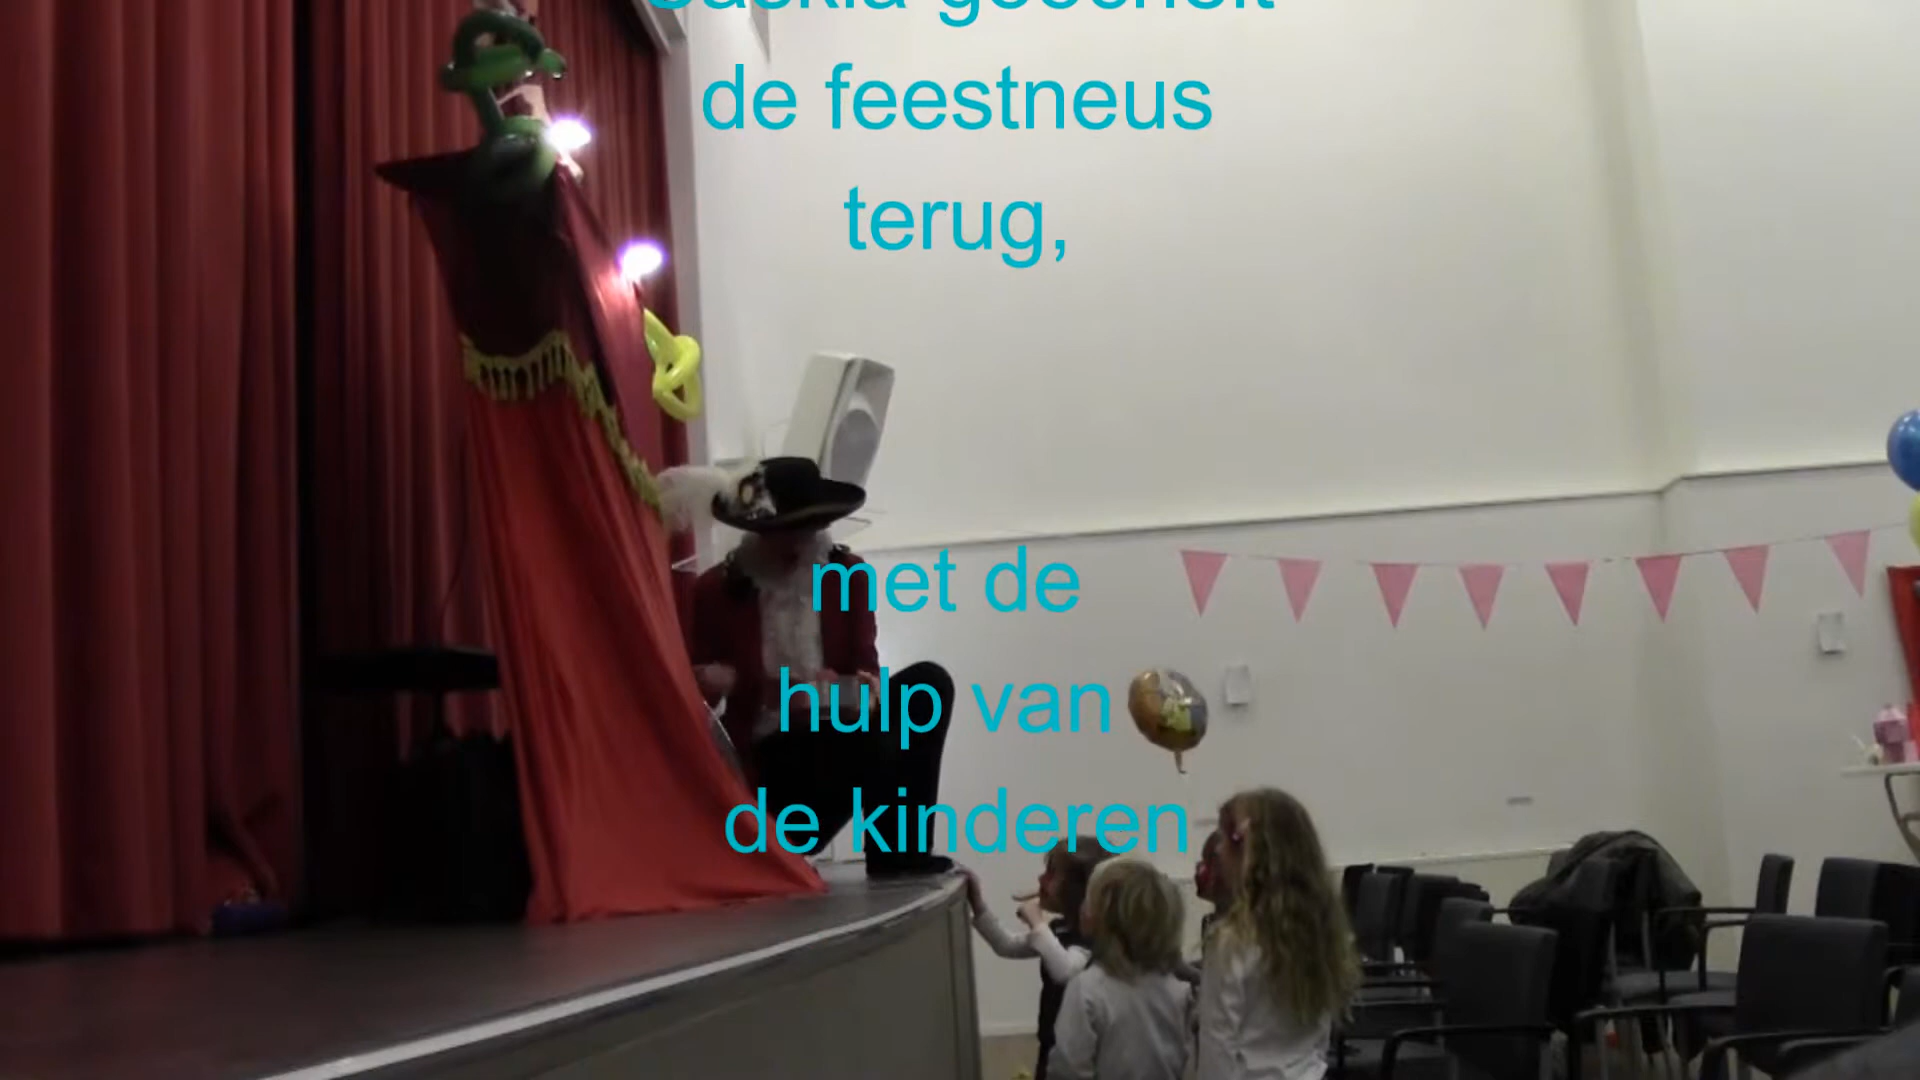 de feestneus
terug,
met de
hulp van
de kinderen